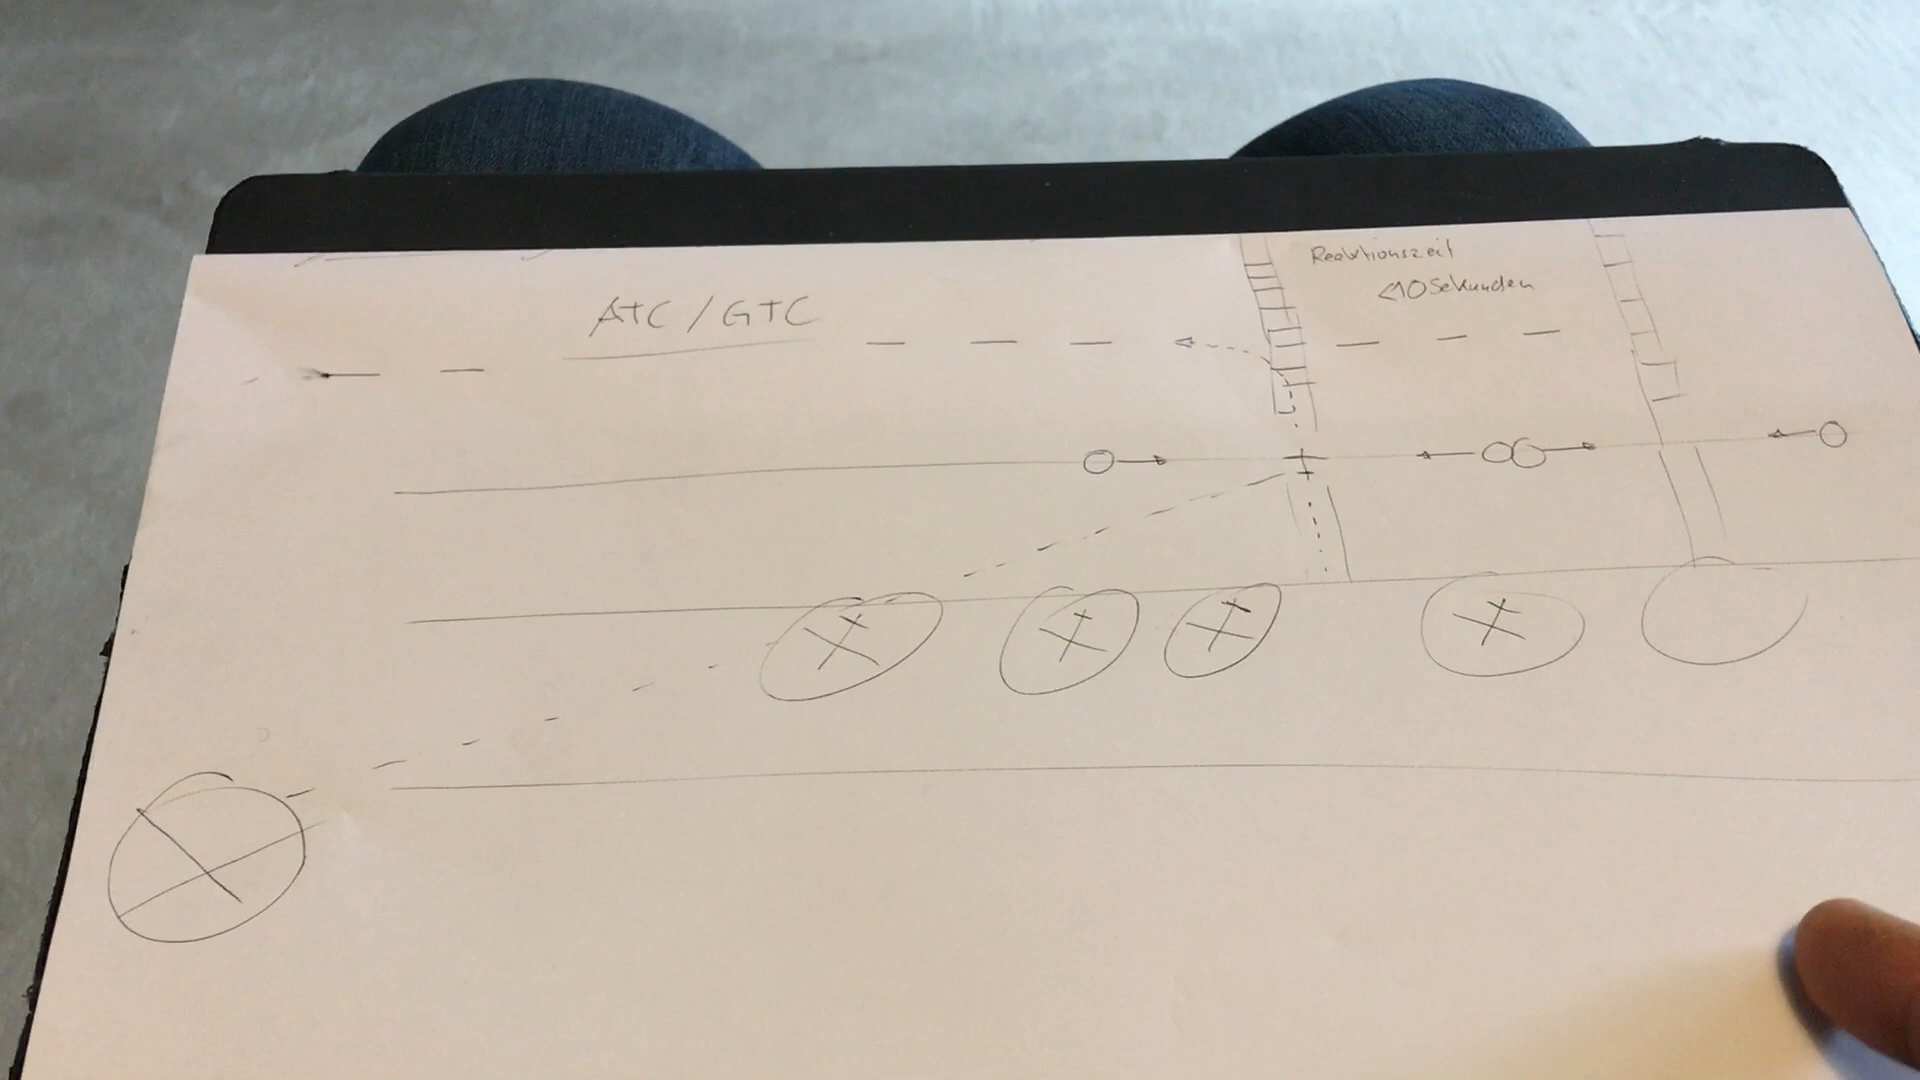 Reaktionszeit
<10 Sekunden
ATC / GTC